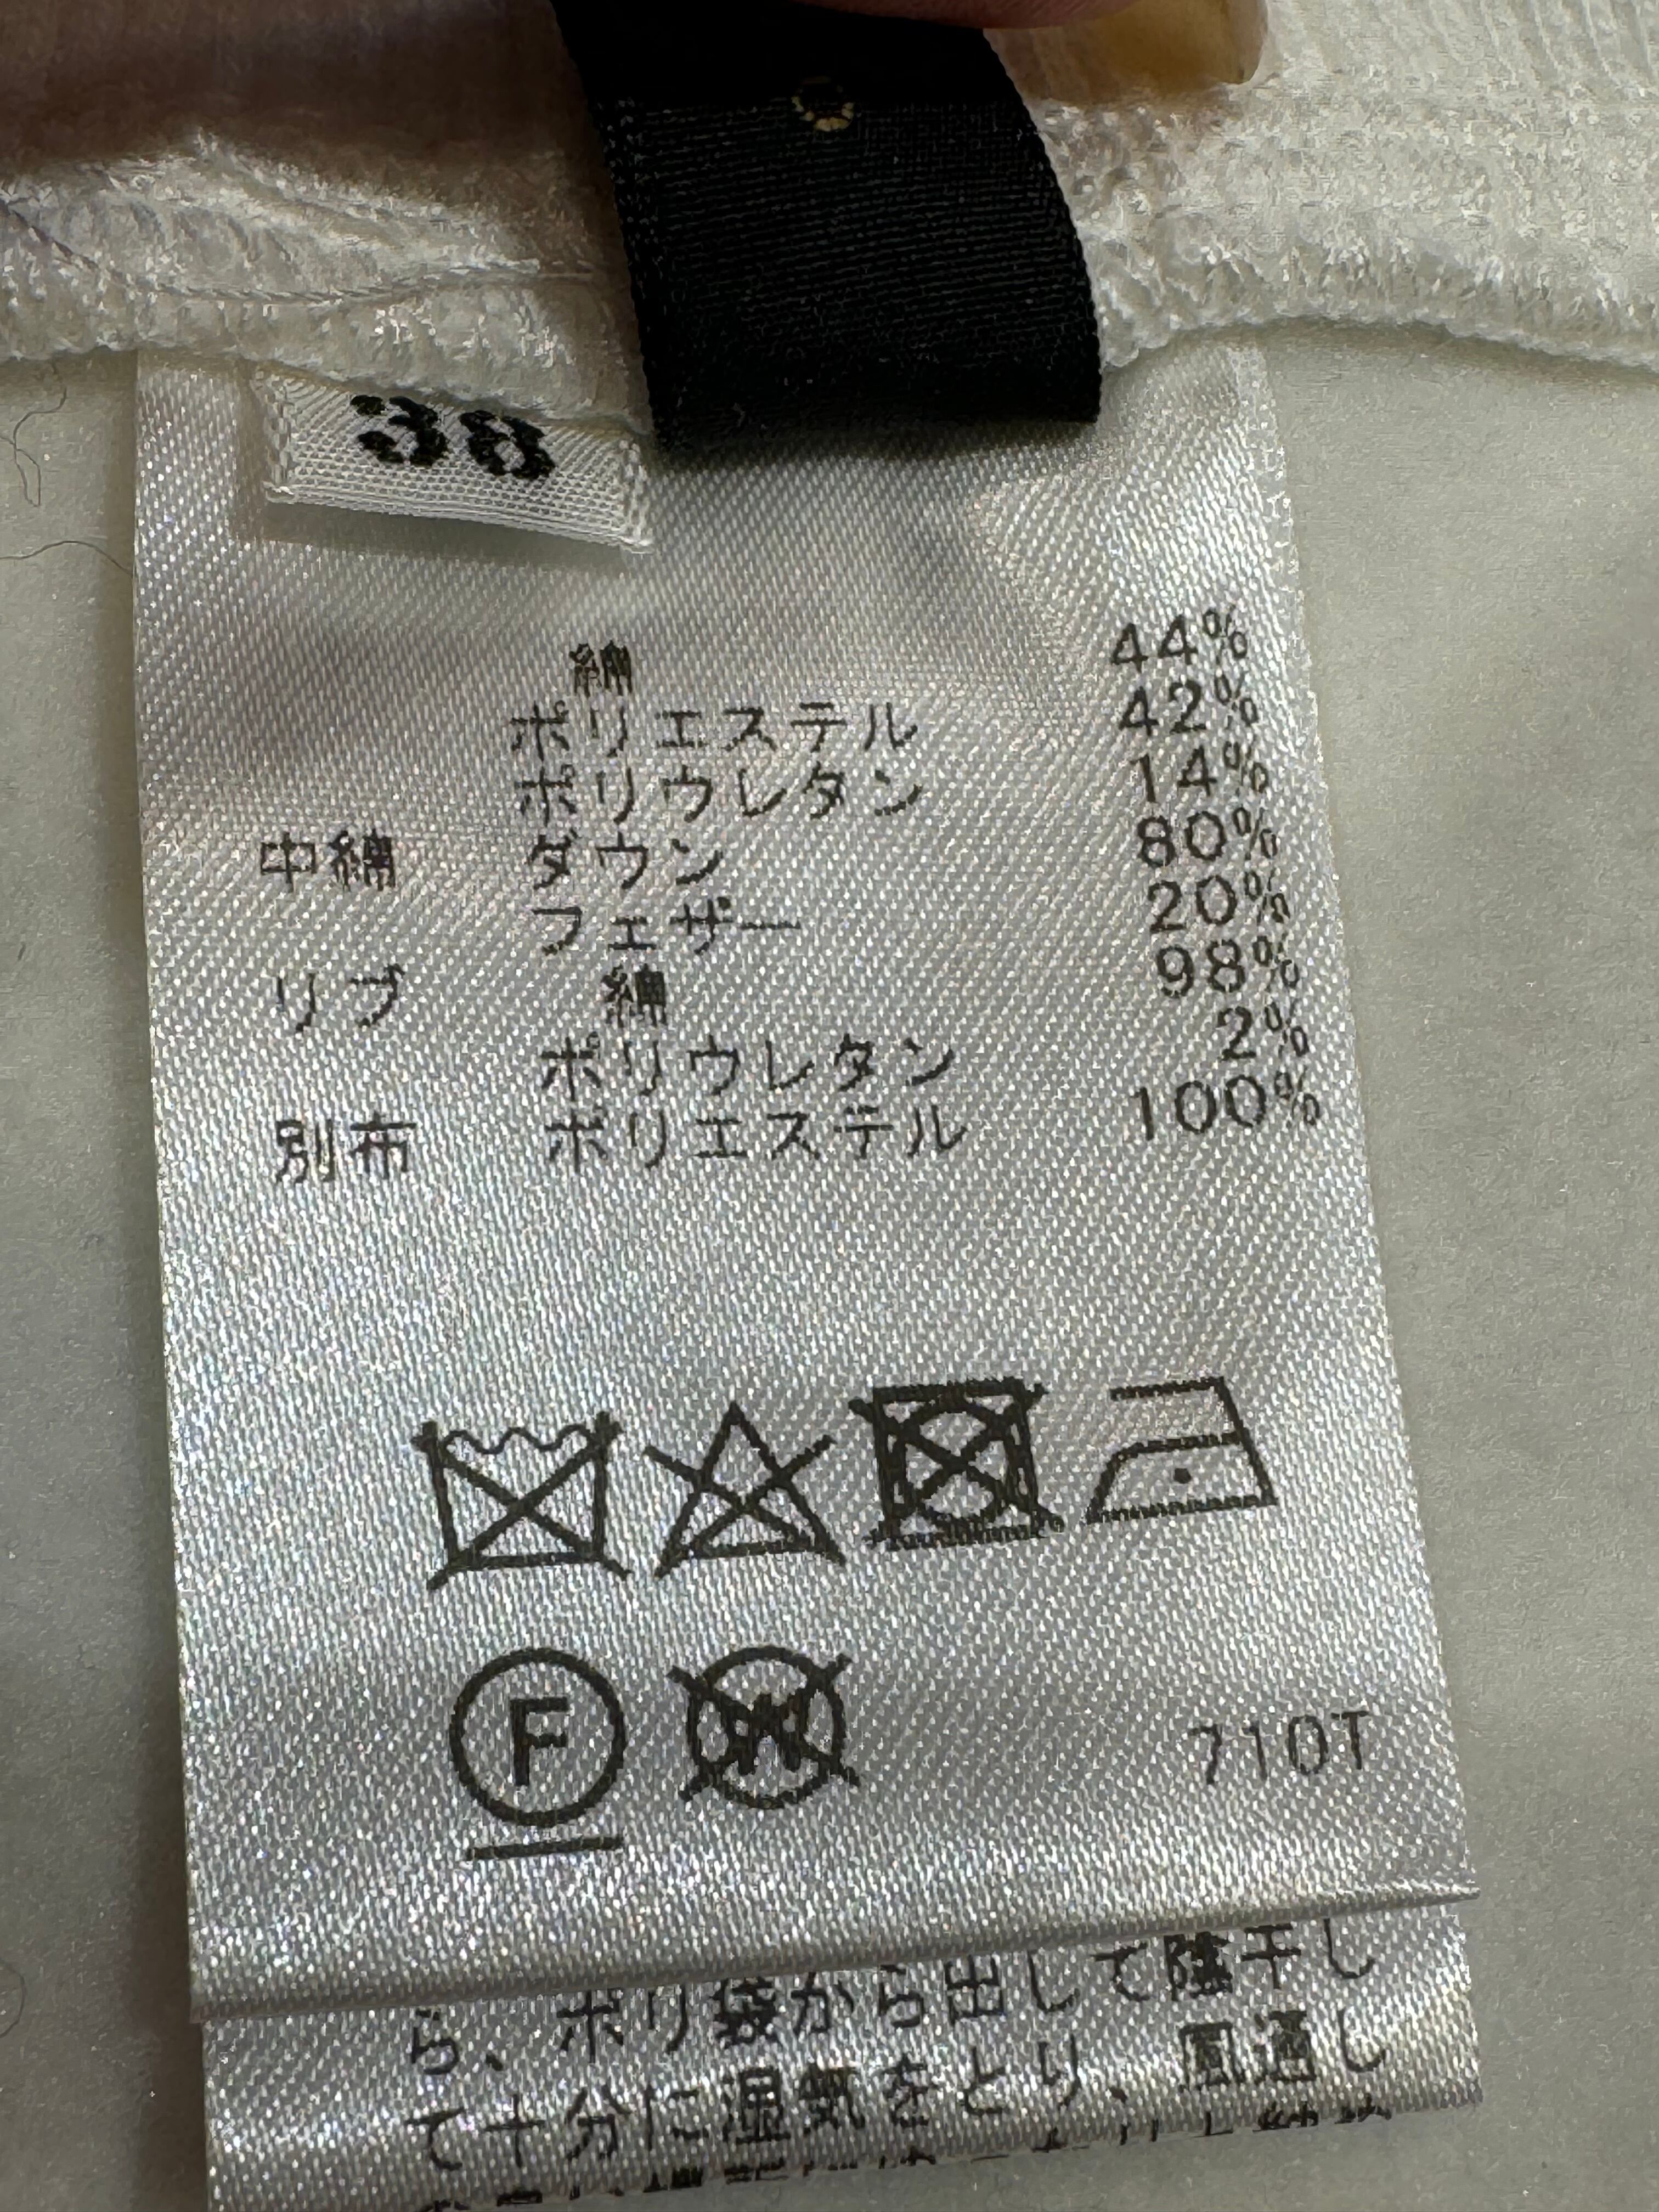 38
綿 44%
ポリエステル 42%
ポリウレタン 14%
中綿 ダウン 80%
フェザー 20%
リブ 綿 98%
ポリウレタン 2%
別布 ポリエステル 100%
F
W
710T
ら、ポリ袋から出して陰干し
て十分に湿気をとり、風通し